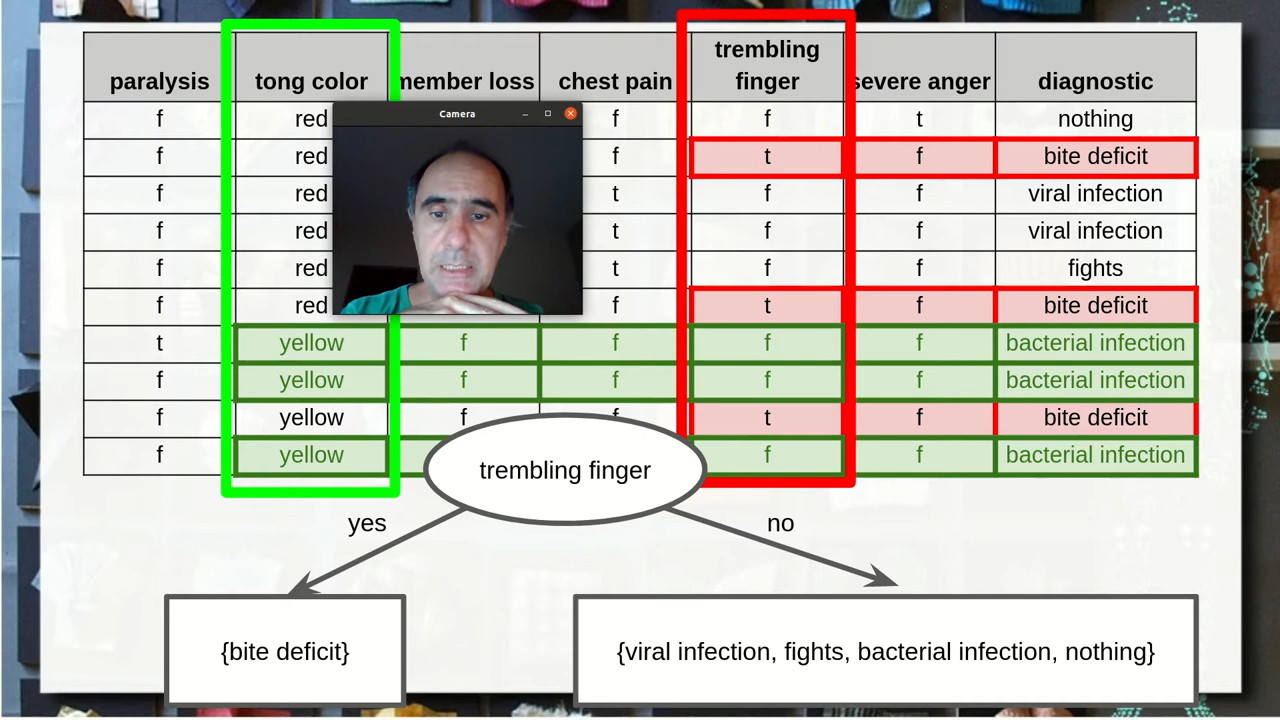 trembling
paralysis tong color member loss chest pain finger severe anger diagnostic
Camera
f red f f t nothing
f red f t f bite deficit
f red t f f viral infection
f red t f f viral infection
f red t f f fights
f red f t f bite deficit
t yellow f f f f bacterial infection
f yellow f f f f bacterial infection
f yellow f f t f bite deficit
f yellow f f bacterial infection
trembling finger
yes no
{bite deficit} {viral infection, fights, bacterial infection, nothing}